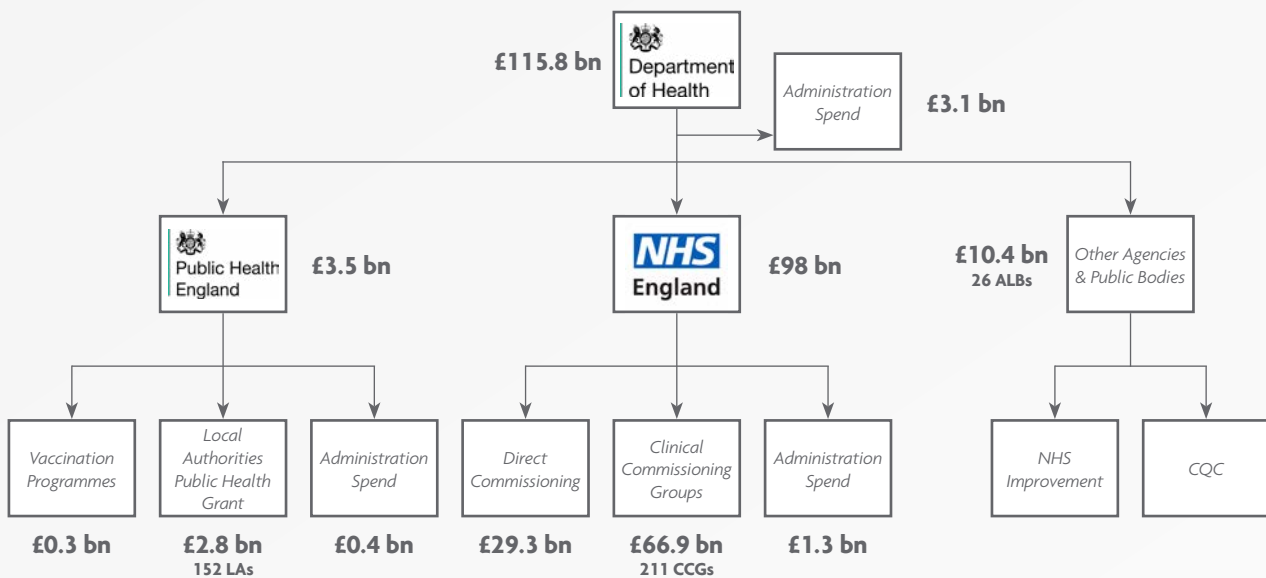 £115.8 bn
Department
of Health
Administration
Spend
£3.1 bn
Public Health
England
£3.5 bn
NHS
England
£98 bn
£10.4 bn
26 ALBs
Other Agencies
& Public Bodies
Vaccination
Programmes
£0.3 bn
Local
Authorities
Public Health
Grant
£2.8 bn
152 LAs
Administration
Spend
£0.4 bn
Direct
Commissioning
£29.3 bn
Clinical
Commissioning
Groups
£66.9 bn
211 CCGs
Administration
Spend
£1.3 bn
NHS
Improvement
CQC